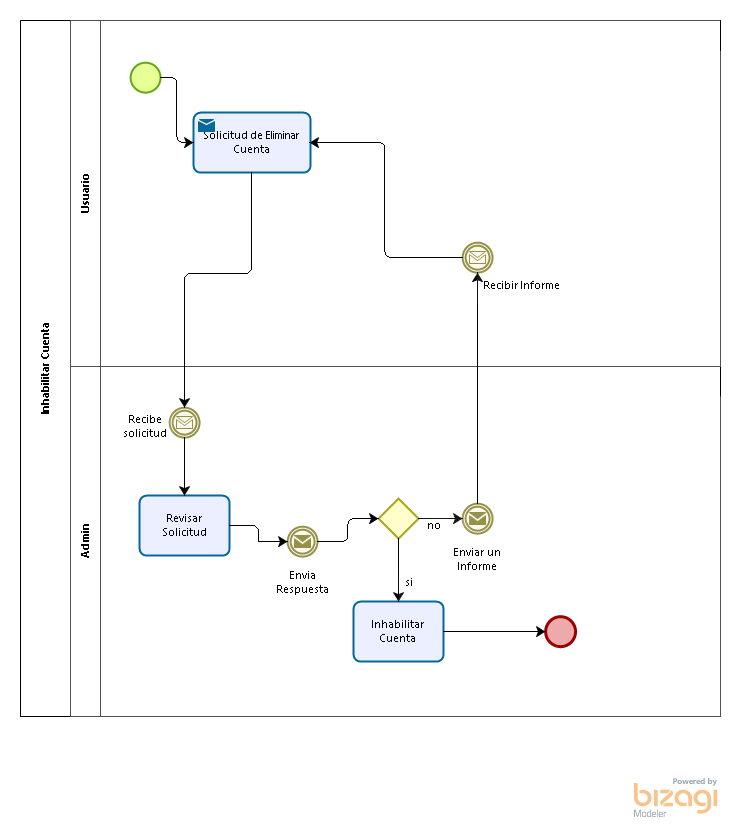 Inhabilitar Cuenta
Usuario
Solicitud de Eliminar
Cuenta
Recibir Informe
Admin
Recibe
solicitud
Revisar
Solicitud
Envia
Respuesta
no
si
Enviar un
Informe
Inhabilitar
Cuenta
Powered by
bizagi
Modeler